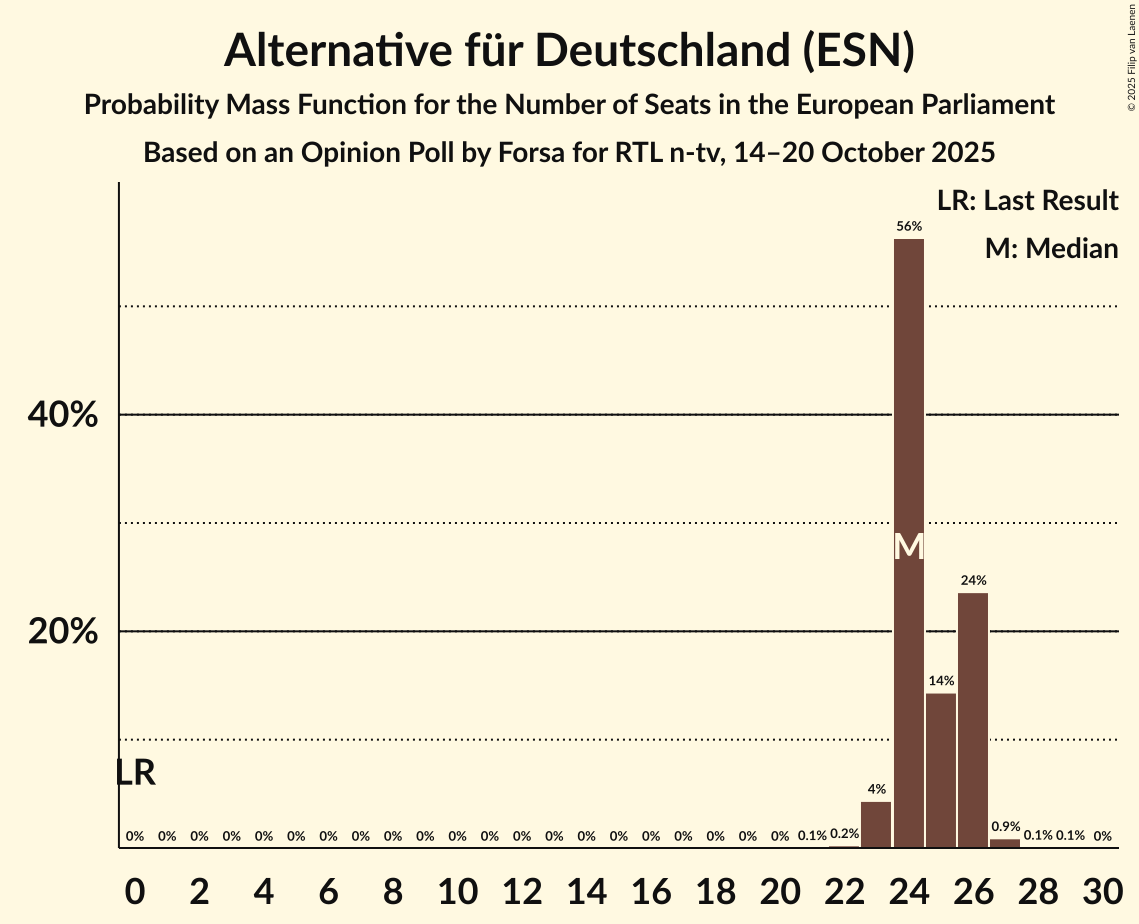 Alternative für Deutschland (ESN)
Probability Mass Function for the Number of Seats in the European Parliament
Based on an Opinion Poll by Forsa for RTL n-tv, 14–20 October 2025
© 2025 Filip van Laenen
LR: Last Result
M: Median
56%
40%
M
24%
20%
14%
LR
4%
0% 0% 0% 0% 0% 0% 0% 0% 0% 0% 0% 0% 0% 0% 0% 0% 0% 0% 0% 0% 0% 0.1% 0.2% 0.9% 0.1% 0.1% 0%
0 2 4 6 8 10 12 14 16 18 20 22 24 26 28 30